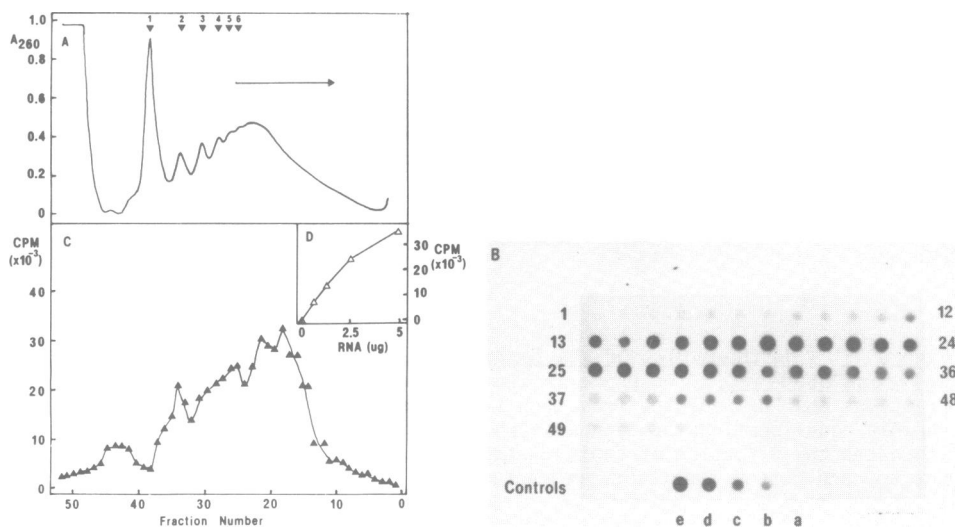 1 2 3 4 5 6
1.0
A260
A
0.8
0.6
0.4
0.2
0
CPM
(x10-3)
C
D
CPM
(x10-3)
30
20
10
0
0 2.5 5
RNA (ug)
40
30
20
10
0
50 40 30 20 10 0
Fraction Number
B
1 12
13 24
25 36
37 48
49
Controls
e d c b a